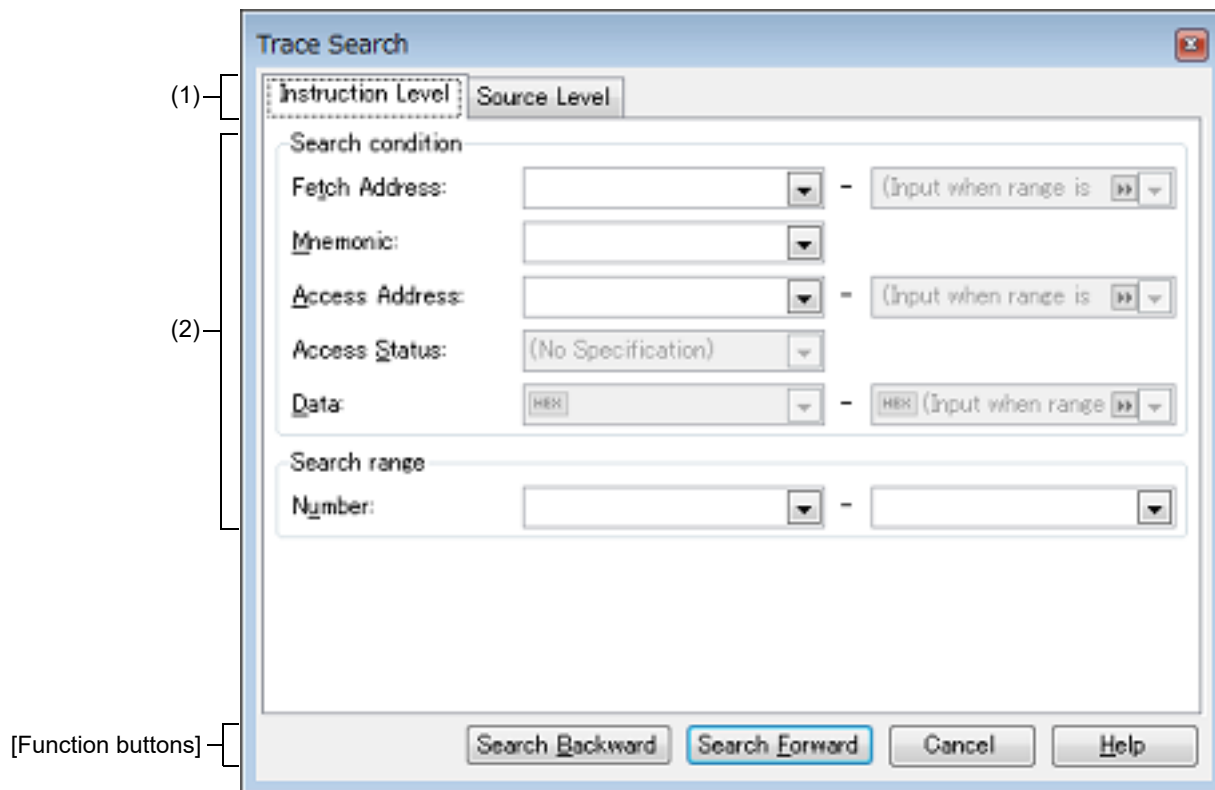 Trace Search
(1)
Instruction Level Source Level
(2)
Search condition
Fetch Address: - (Input when range is
Mnemonic:
Access Address: - (Input when range is
Access Status: (No Specification)
Data: HEX - HEX (Input when range
Search range
Number: -
[Function buttons]
Search Backward Search Forward Cancel Help